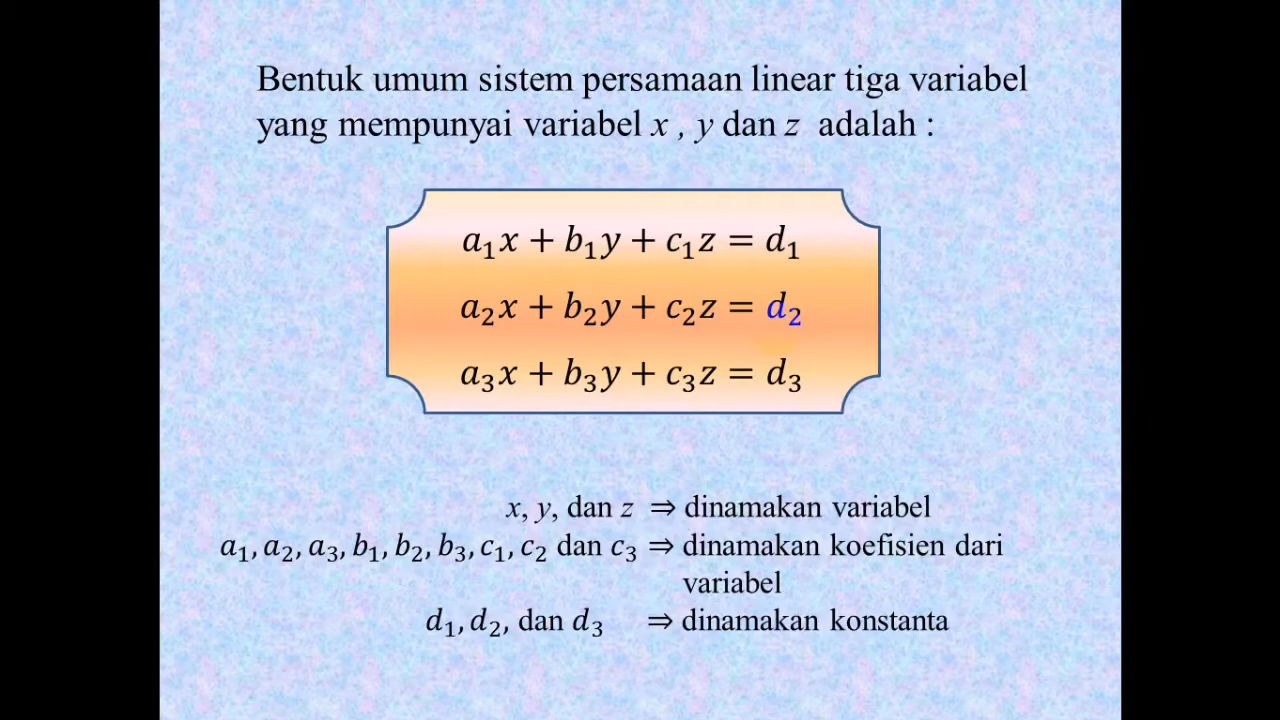 Bentuk umum sistem persamaan linear tiga variabel
yang mempunyai variabel x , y dan z adalah :
a₁x + b₁y + c₁z = d₁
a₂x + b₂y + c₂z = d₂
a₃x + b₃y + c₃z = d₃
x, y, dan z ⇒ dinamakan variabel
a₁, a₂, a₃, b₁, b₂, b₃, c₁, c₂ dan c₃ ⇒ dinamakan koefisien dari
variabel
d₁, d₂, dan d₃ ⇒ dinamakan konstanta